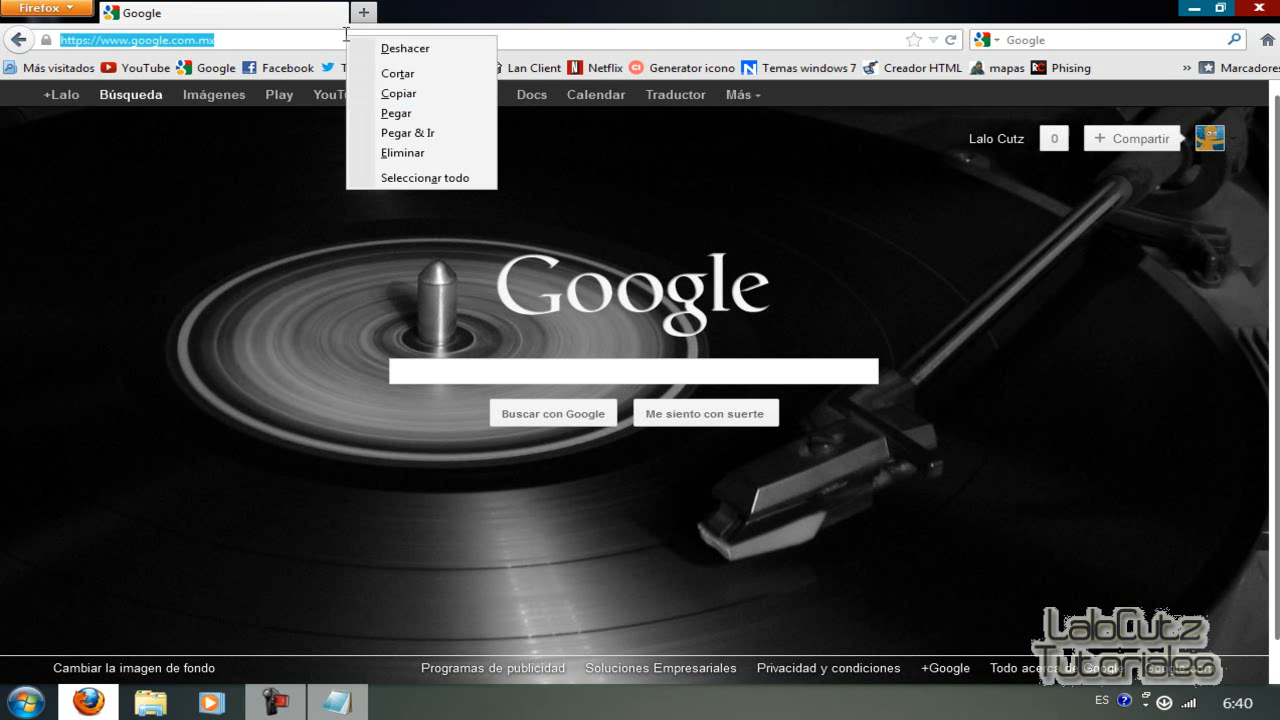 Firefox
Google
https://www.google.com.mx
Google
Más visitados
YouTube
Google
Facebook
Lan Client
Netflix
Generator icono
Temas windows 7
Creador HTML
mapas
Phising
»
Marcadores
Deshacer
Cortar
Copiar
Pegar
Pegar & Ir
Eliminar
Seleccionar todo
+Lalo
Búsqueda
Imágenes
Play
Docs
Calendar
Traductor
Más
Lalo Cutz
0
+ Compartir
Google
Buscar con Google
Me siento con suerte
LaloCutz
Tutoriales
Cambiar la imagen de fondo
Programas de publicidad
Soluciones Empresariales
Privacidad y condiciones
+Google
Todo acerca de Google
ES
6:40